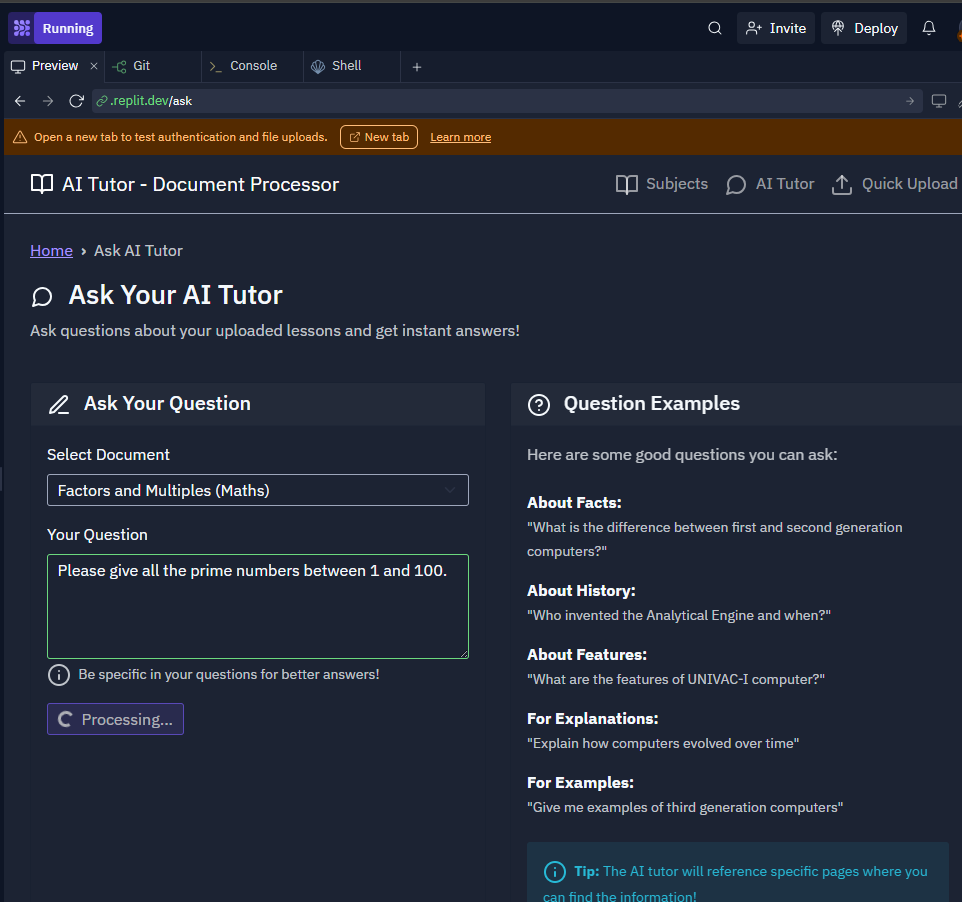 Running
Invite
Deploy
Preview
Git
Console
Shell
.replit.dev/ask
Open a new tab to test authentication and file uploads.
New tab
Learn more
AI Tutor - Document Processor
Subjects
AI Tutor
Quick Upload
Home › Ask AI Tutor
Ask Your AI Tutor
Ask questions about your uploaded lessons and get instant answers!
Ask Your Question
Select Document
Factors and Multiples (Maths)
Your Question
Please give all the prime numbers between 1 and 100.
Be specific in your questions for better answers!
Processing...
Question Examples
Here are some good questions you can ask:
About Facts:
"What is the difference between first and second generation
computers?"
About History:
"Who invented the Analytical Engine and when?"
About Features:
"What are the features of UNIVAC-I computer?"
For Explanations:
"Explain how computers evolved over time"
For Examples:
"Give me examples of third generation computers"
Tip: The AI tutor will reference specific pages where you
can find the information!